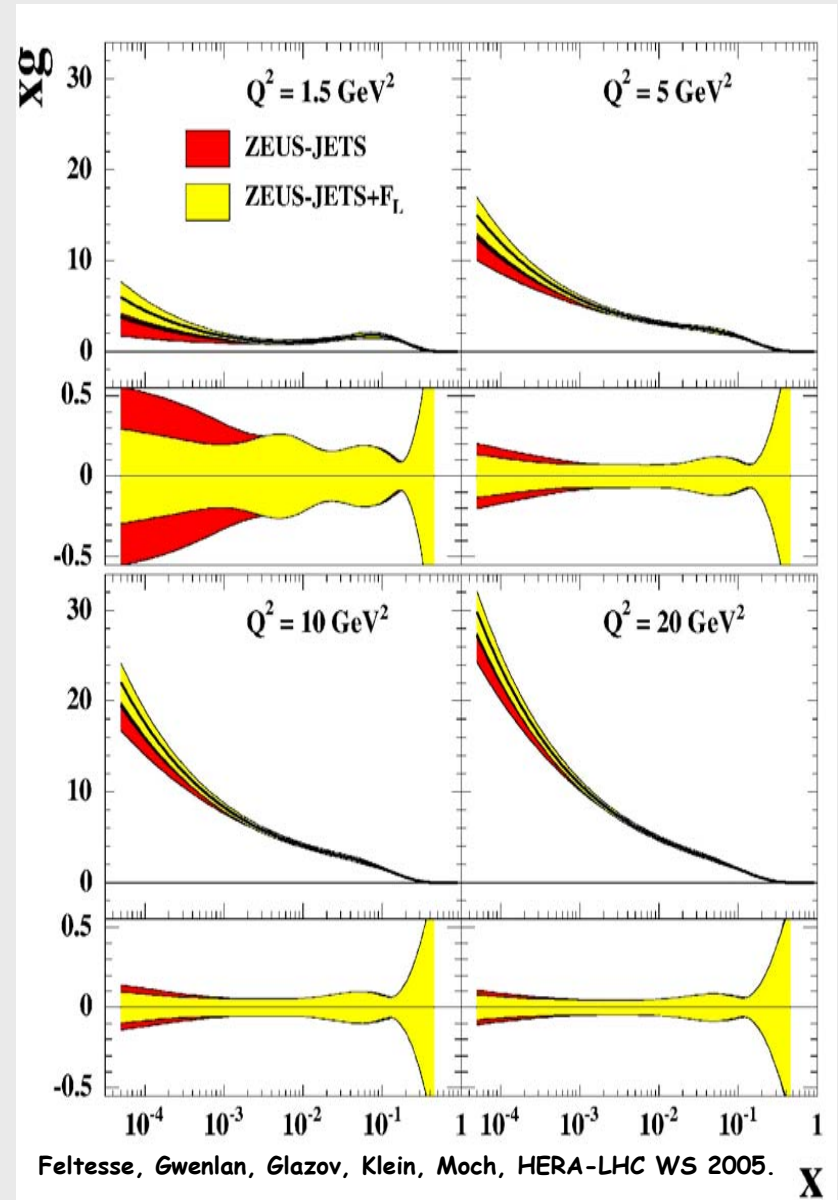 xg
30
20
10
0
Q² = 1.5 GeV²
ZEUS-JETS
ZEUS-JETS+F_L
Q² = 5 GeV²
0.5
0
-0.5
30
20
10
0
Q² = 10 GeV²
Q² = 20 GeV²
0.5
0
-0.5
10⁻⁴ 10⁻³ 10⁻² 10⁻¹ 1 10⁻⁴ 10⁻³ 10⁻² 10⁻¹ 1
Feltesse, Gwenlan, Glazov, Klein, Moch, HERA-LHC WS 2005.
x